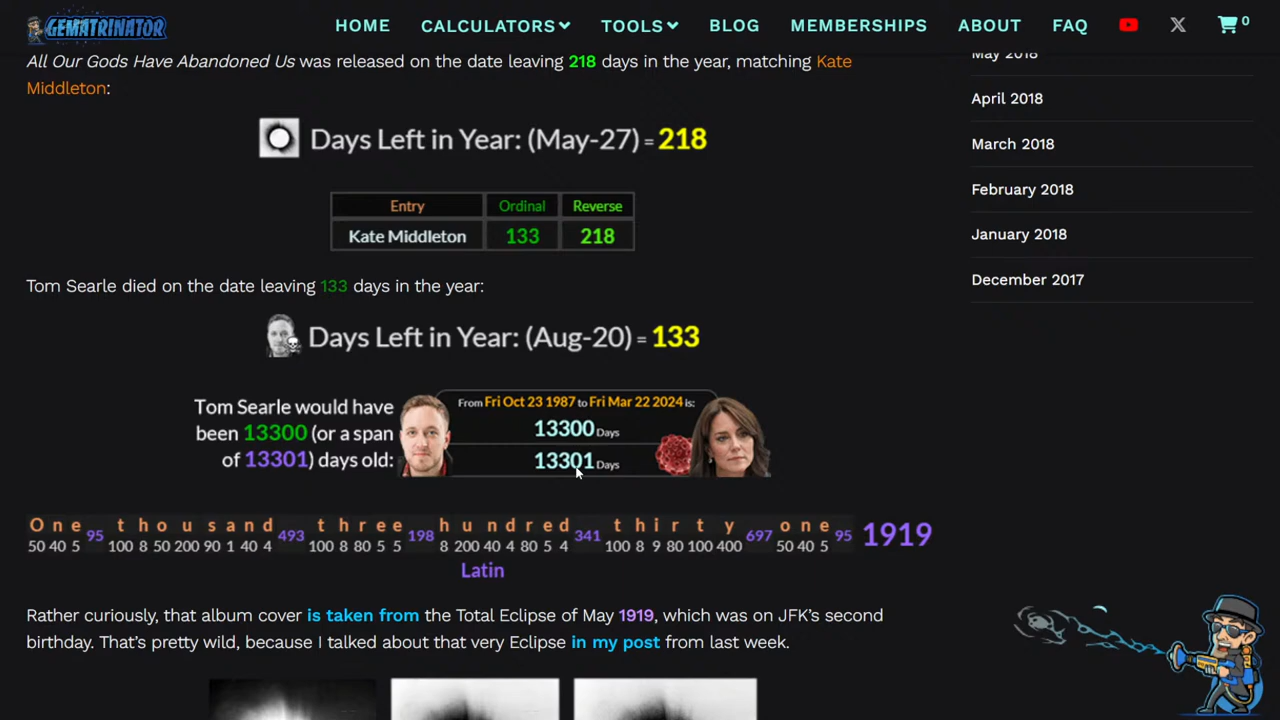 GEMATRINATOR
HOME CALCULATORS TOOLS BLOG MEMBERSHIPS ABOUT FAQ 0
All Our Gods Have Abandoned Us was released on the date leaving 218 days in the year, matching Kate
Middleton:
Days Left in Year: (May-27) = 218
Entry Ordinal Reverse
Kate Middleton 133 218
Tom Searle died on the date leaving 133 days in the year:
Days Left in Year: (Aug-20) = 133
Tom Searle would have
been 13300 (or a span
of 13301) days old:
From Fri Oct 23 1987 to Fri Mar 22 2024 is:
13300 Days
13301 Days
One 95 thousand 493 three 198 hundred 341 thirty 697 one 95 1919
50 40 5 100 8 50 200 90 1 40 4 100 8 80 5 5 8 200 40 4 80 5 4 100 8 9 80 100 400 50 40 5
Latin
Rather curiously, that album cover is taken from the Total Eclipse of May 1919, which was on JFK’s second
birthday. That’s pretty wild, because I talked about that very Eclipse in my post from last week.
May 2018
April 2018
March 2018
February 2018
January 2018
December 2017